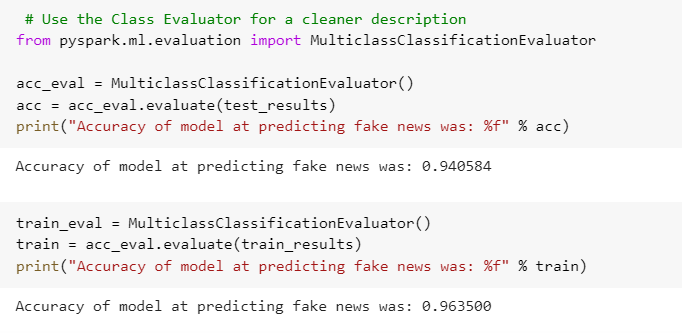 # Use the Class Evaluator for a cleaner description
from pyspark.ml.evaluation import MulticlassClassificationEvaluator
acc_eval = MulticlassClassificationEvaluator()
acc = acc_eval.evaluate(test_results)
print("Accuracy of model at predicting fake news was: %f" % acc)
Accuracy of model at predicting fake news was: 0.940584
train_eval = MulticlassClassificationEvaluator()
train = acc_eval.evaluate(train_results)
print("Accuracy of model at predicting fake news was: %f" % train)
Accuracy of model at predicting fake news was: 0.963500